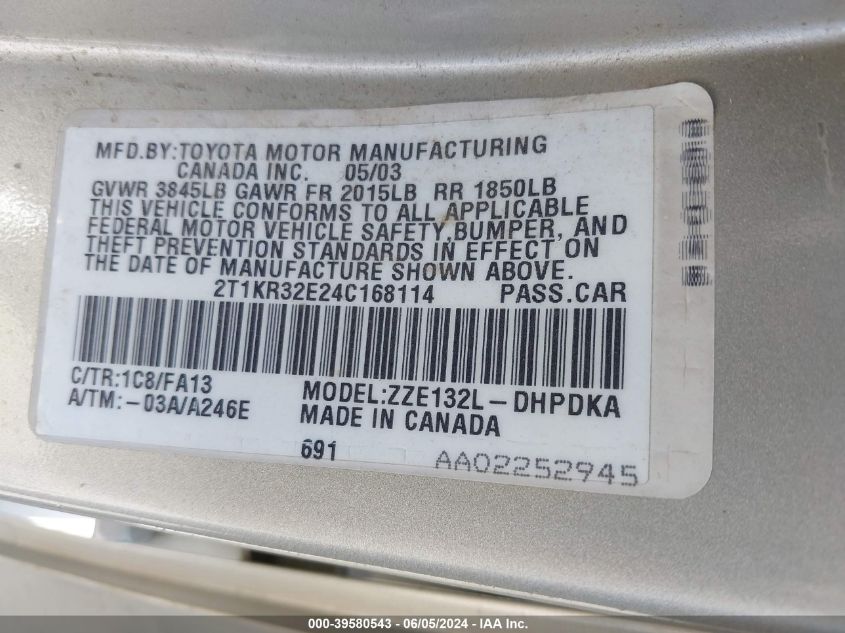 MFD.BY:TOYOTA MOTOR MANUFACTURING
CANADA INC. 05/03
GVWR 3845LB GAWR FR 2015LB RR 1850LB
THIS VEHICLE CONFORMS TO ALL APPLICABLE
FEDERAL MOTOR VEHICLE SAFETY,BUMPER, AND
THEFT PREVENTION STANDARDS IN EFFECT ON
THE DATE OF MANUFACTURE SHOWN ABOVE.
2T1KR32E24C168114 PASS.CAR
C/TR:1C8/FA13 MODEL:ZZE132L-DHPDKA
A/TM:-03A/A246E MADE IN CANADA
691 AA02252945
000-39580543 - 06/05/2024 - IAA Inc.